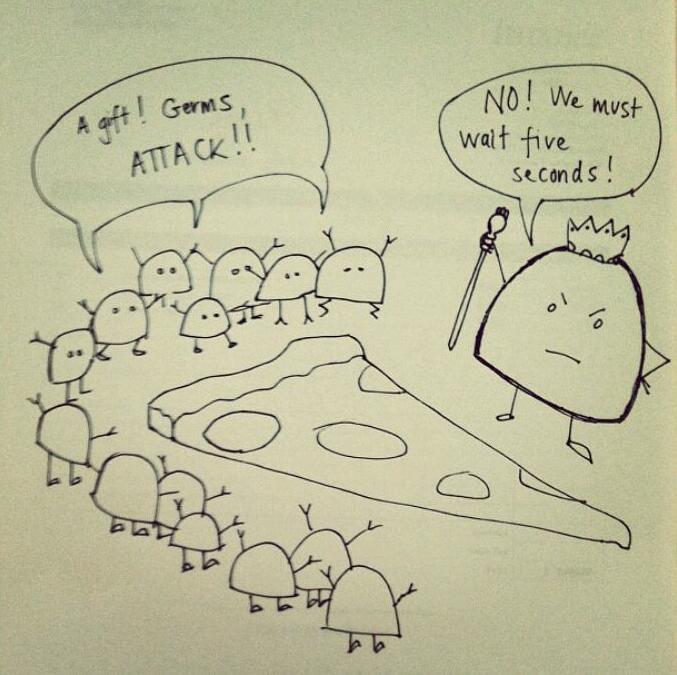 A gift! Germs,
ATTACK!!
NO! We must
wait five
seconds!